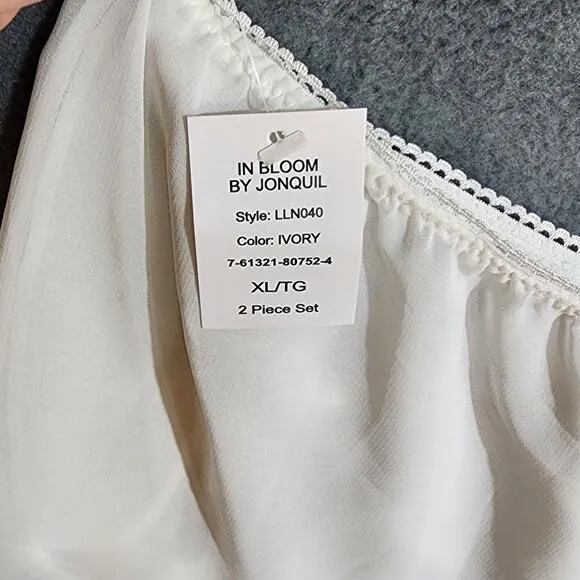 IN BLOOM
BY JONQUIL
Style: LLN040
Color: IVORY
7-61321-80752-4
XL/TG
2 Piece Set